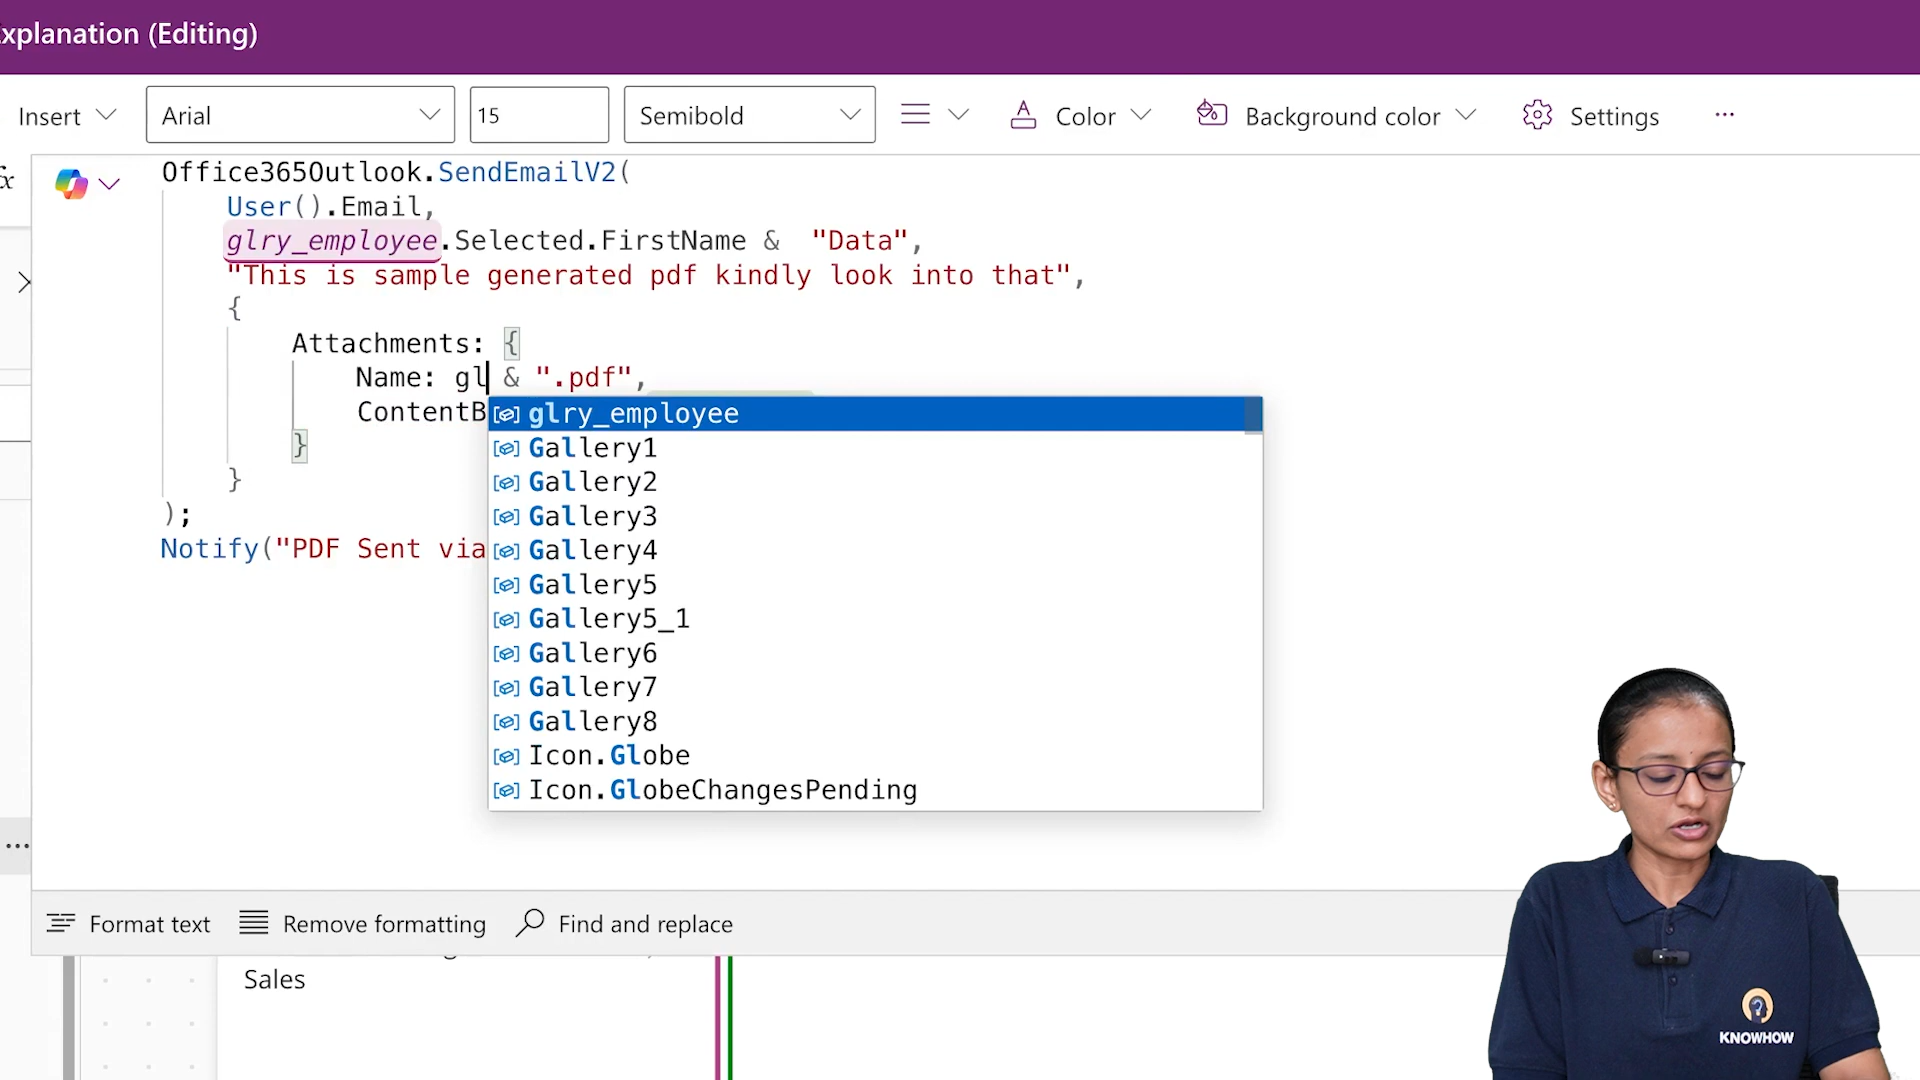 xplanation (Editing)
Insert
Arial
15
Semibold
Color
Background color
Settings
fx
Office365Outlook.SendEmailV2(
User().Email,
glry_employee.Selected.FirstName &  "Data",
"This is sample generated pdf kindly look into that",
{
Attachments: {
Name: gl & ".pdf",
ContentB
}
}
);
Notify("PDF Sent via
glry_employee
Gallery1
Gallery2
Gallery3
Gallery4
Gallery5
Gallery5_1
Gallery6
Gallery7
Gallery8
Icon.Globe
Icon.GlobeChangesPending
Format text
Remove formatting
Find and replace
Sales
KNOWHOW